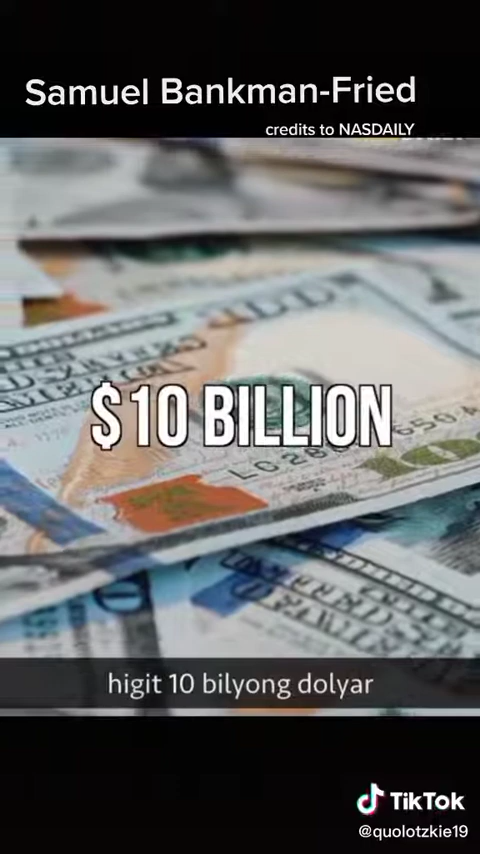 Samuel Bankman-Fried
credits to NASDAILY
$10 BILLION
higit 10 bilyong dolyar
TikTok
@quolotzkie19